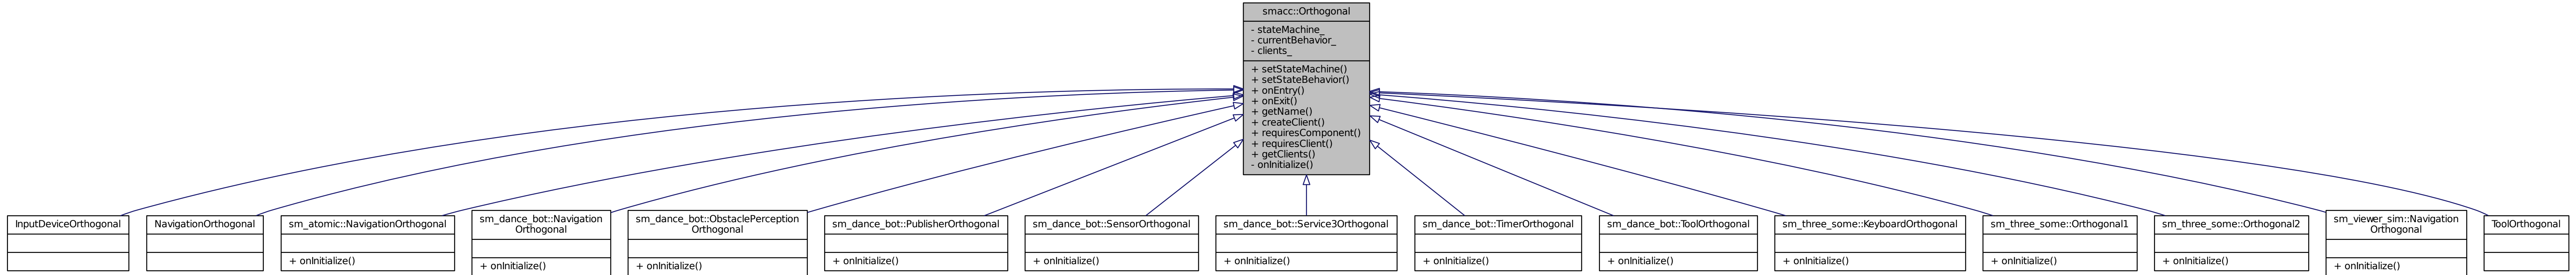 smacc::Orthogonal
- stateMachine_
- currentBehavior_
- clients_
+ setStateMachine()
+ setStateBehavior()
+ onEntry()
+ onExit()
+ getName()
+ createClient()
+ requiresComponent()
+ requiresClient()
+ getClients()
- onInitialize()
InputDeviceOrthogonal
NavigationOrthogonal
sm_atomic::NavigationOrthogonal
+ onInitialize()
sm_dance_bot::Navigation
Orthogonal
+ onInitialize()
sm_dance_bot::ObstaclePerception
Orthogonal
+ onInitialize()
sm_dance_bot::PublisherOrthogonal
+ onInitialize()
sm_dance_bot::SensorOrthogonal
+ onInitialize()
sm_dance_bot::Service3Orthogonal
+ onInitialize()
sm_dance_bot::TimerOrthogonal
+ onInitialize()
sm_dance_bot::ToolOrthogonal
+ onInitialize()
sm_three_some::KeyboardOrthogonal
+ onInitialize()
sm_three_some::Orthogonal1
+ onInitialize()
sm_three_some::Orthogonal2
+ onInitialize()
sm_viewer_sim::Navigation
Orthogonal
+ onInitialize()
ToolOrthogonal